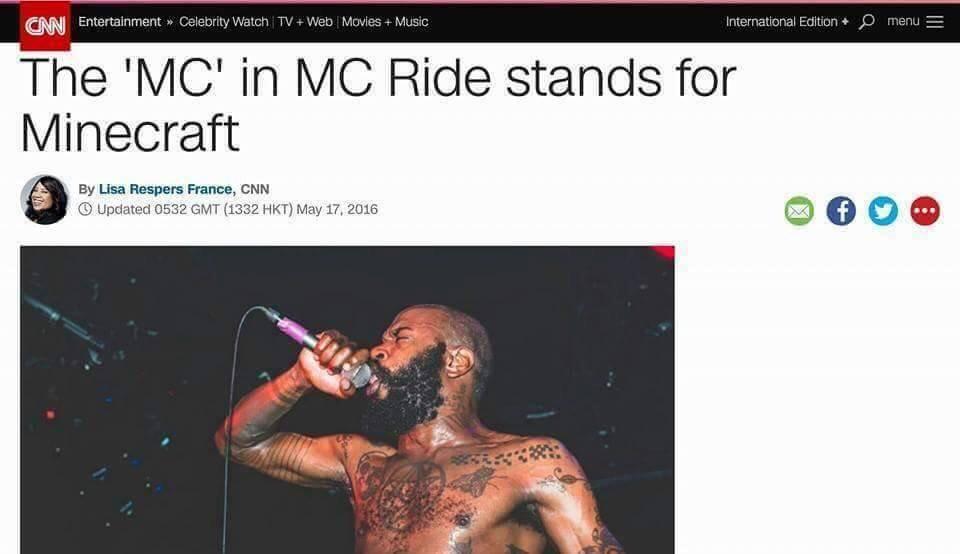 CNN Entertainment » Celebrity Watch | TV + Web | Movies + Music International Edition + menu
The 'MC' in MC Ride stands for
Minecraft
By Lisa Respers France, CNN
Updated 0532 GMT (1332 HKT) May 17, 2016